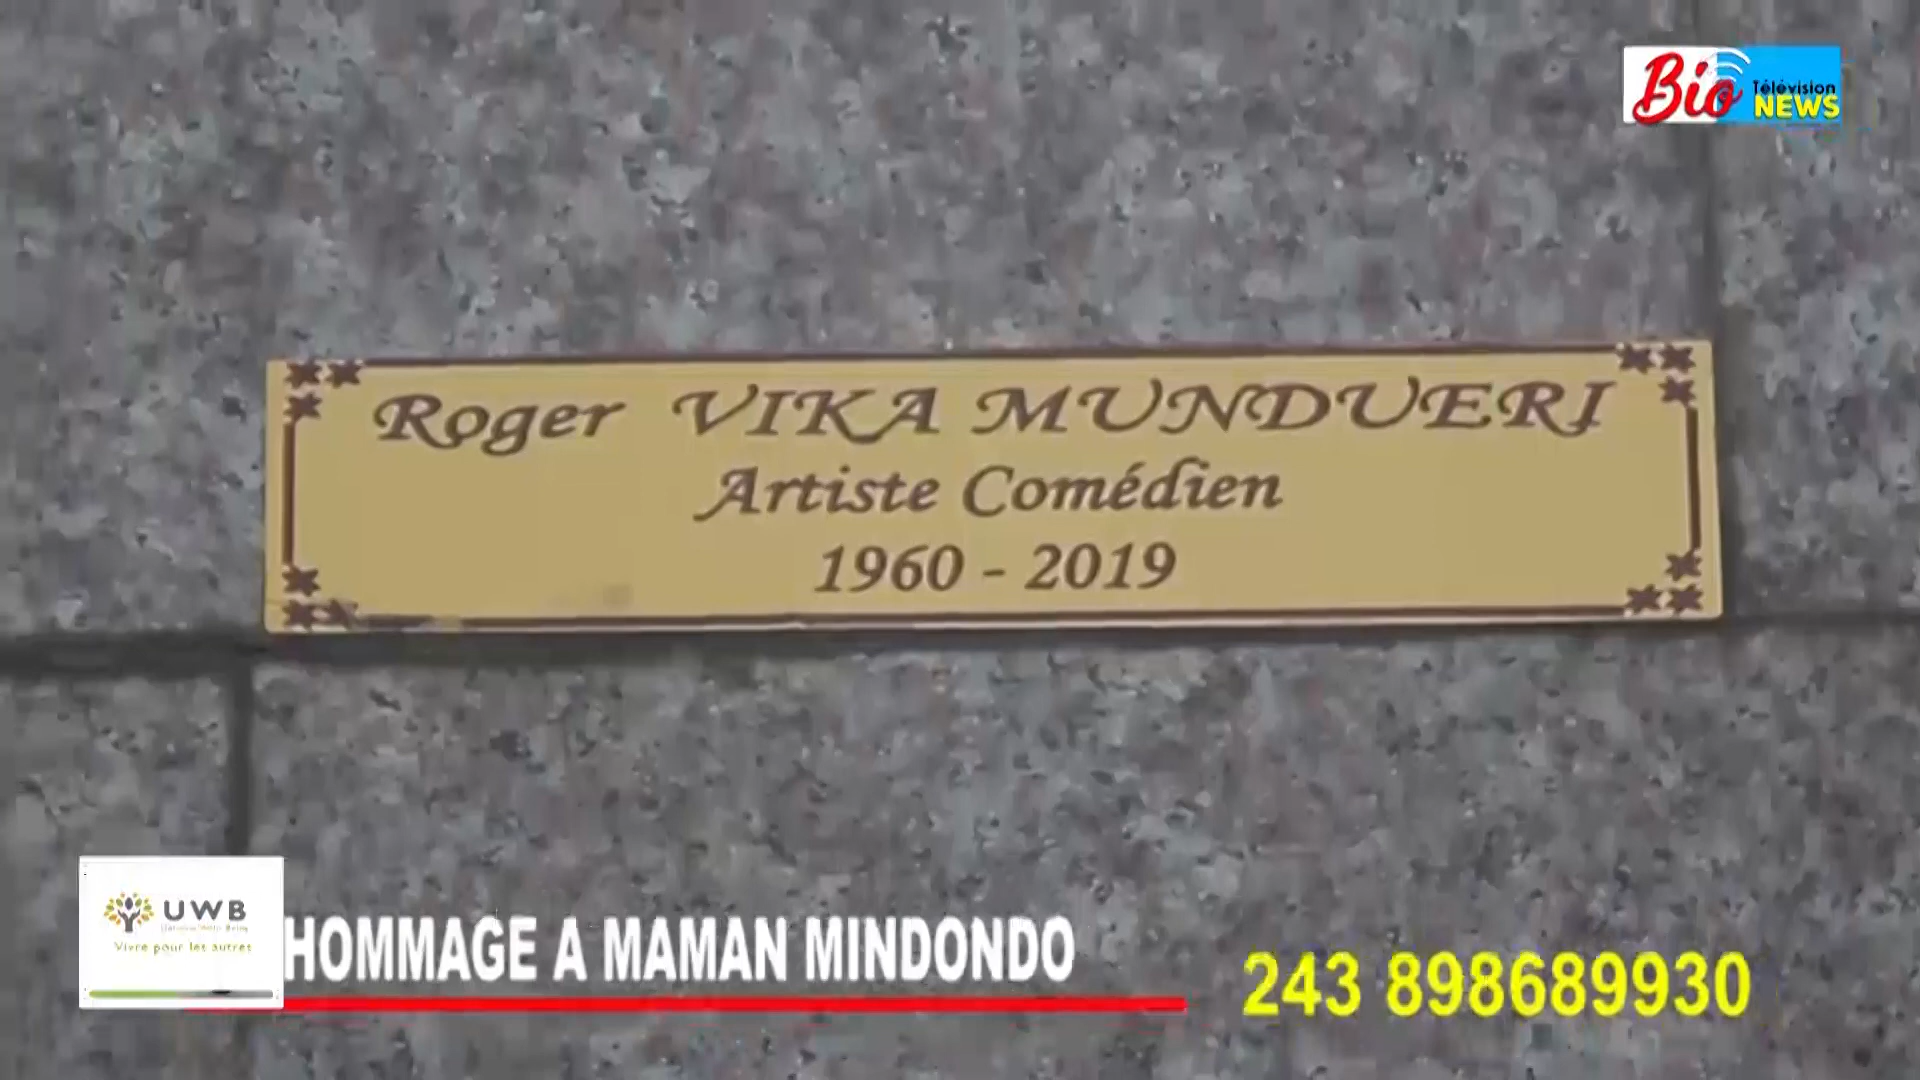 Bio Télévision
NEWS
Roger VIKA MUNDUERI
Artiste Comédien
1960 - 2019
UWB
Vivre pour les autres
HOMMAGE A MAMAN MINDONDO
243 898689930